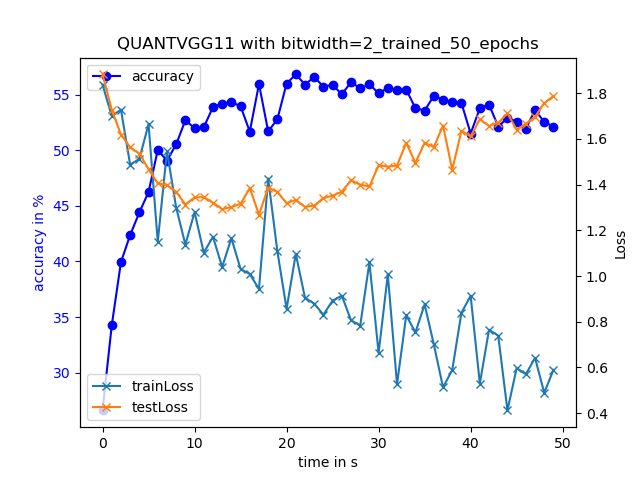 QUANTVGG11 with bitwidth=2_trained_50_epochs
accuracy
55
50
45
40
35
30
accuracy in %
1.8
1.6
1.4
1.2
1.0
0.8
0.6
0.4
Loss
trainLoss
testLoss
0
10
20
30
40
50
time in s